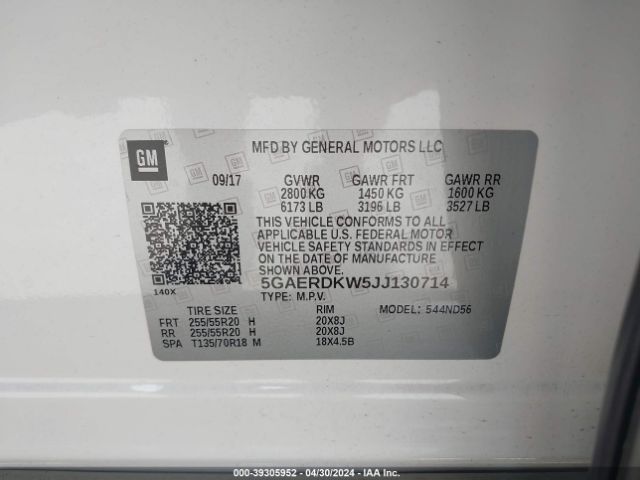 GM
MFD BY GENERAL MOTORS LLC
09/17 GVWR GAWR FRT GAWR RR
2800 KG 1450 KG 1600 KG
6173 LB 3196 LB 3527 LB
THIS VEHICLE CONFORMS TO ALL
APPLICABLE U.S. FEDERAL MOTOR
VEHICLE SAFETY STANDARDS IN EFFECT
ON THE DATE OF MANUFACTURE
SHOWN ABOVE.
140X
5GAERDKW5JJ130714
TYPE: M.P.V.
TIRE SIZE RIM MODEL: 544ND56
FRT 255/55R20 H 20X8J
RR 255/55R20 H 20X8J
SPA T135/70R18 M 18X4.5B
000-39305952 - 04/30/2024 - IAA Inc.